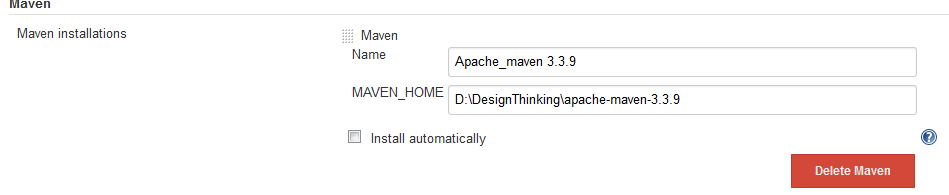 Maven
Maven installations
Maven
Name
Apache_maven 3.3.9
MAVEN_HOME
D:\DesignThinking\apache-maven-3.3.9
Install automatically
?
Delete Maven